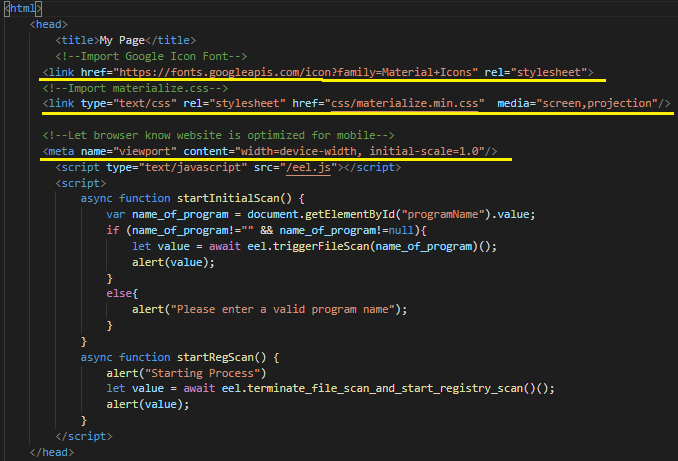 <html>
<head>
<title>My Page</title>
<!--Import Google Icon Font-->
<link href="https://fonts.googleapis.com/icon?family=Material+Icons" rel="stylesheet">
<!--Import materialize.css-->
<link type="text/css" rel="stylesheet" href="css/materialize.min.css"  media="screen,projection"/>
<!--Let browser know website is optimized for mobile-->
<meta name="viewport" content="width=device-width, initial-scale=1.0"/>
<script type="text/javascript" src="/eel.js"></script>
<script>
async function startInitialScan() {
var name_of_program = document.getElementById("programName").value;
if (name_of_program!="" && name_of_program!=null){
let value = await eel.triggerFileScan(name_of_program)();
alert(value);
}
else{
alert("Please enter a valid program name");
}
}
async function startRegScan() {
alert("Starting Process")
let value = await eel.terminate_file_scan_and_start_registry_scan()();
alert(value);
}
</script>
</head>